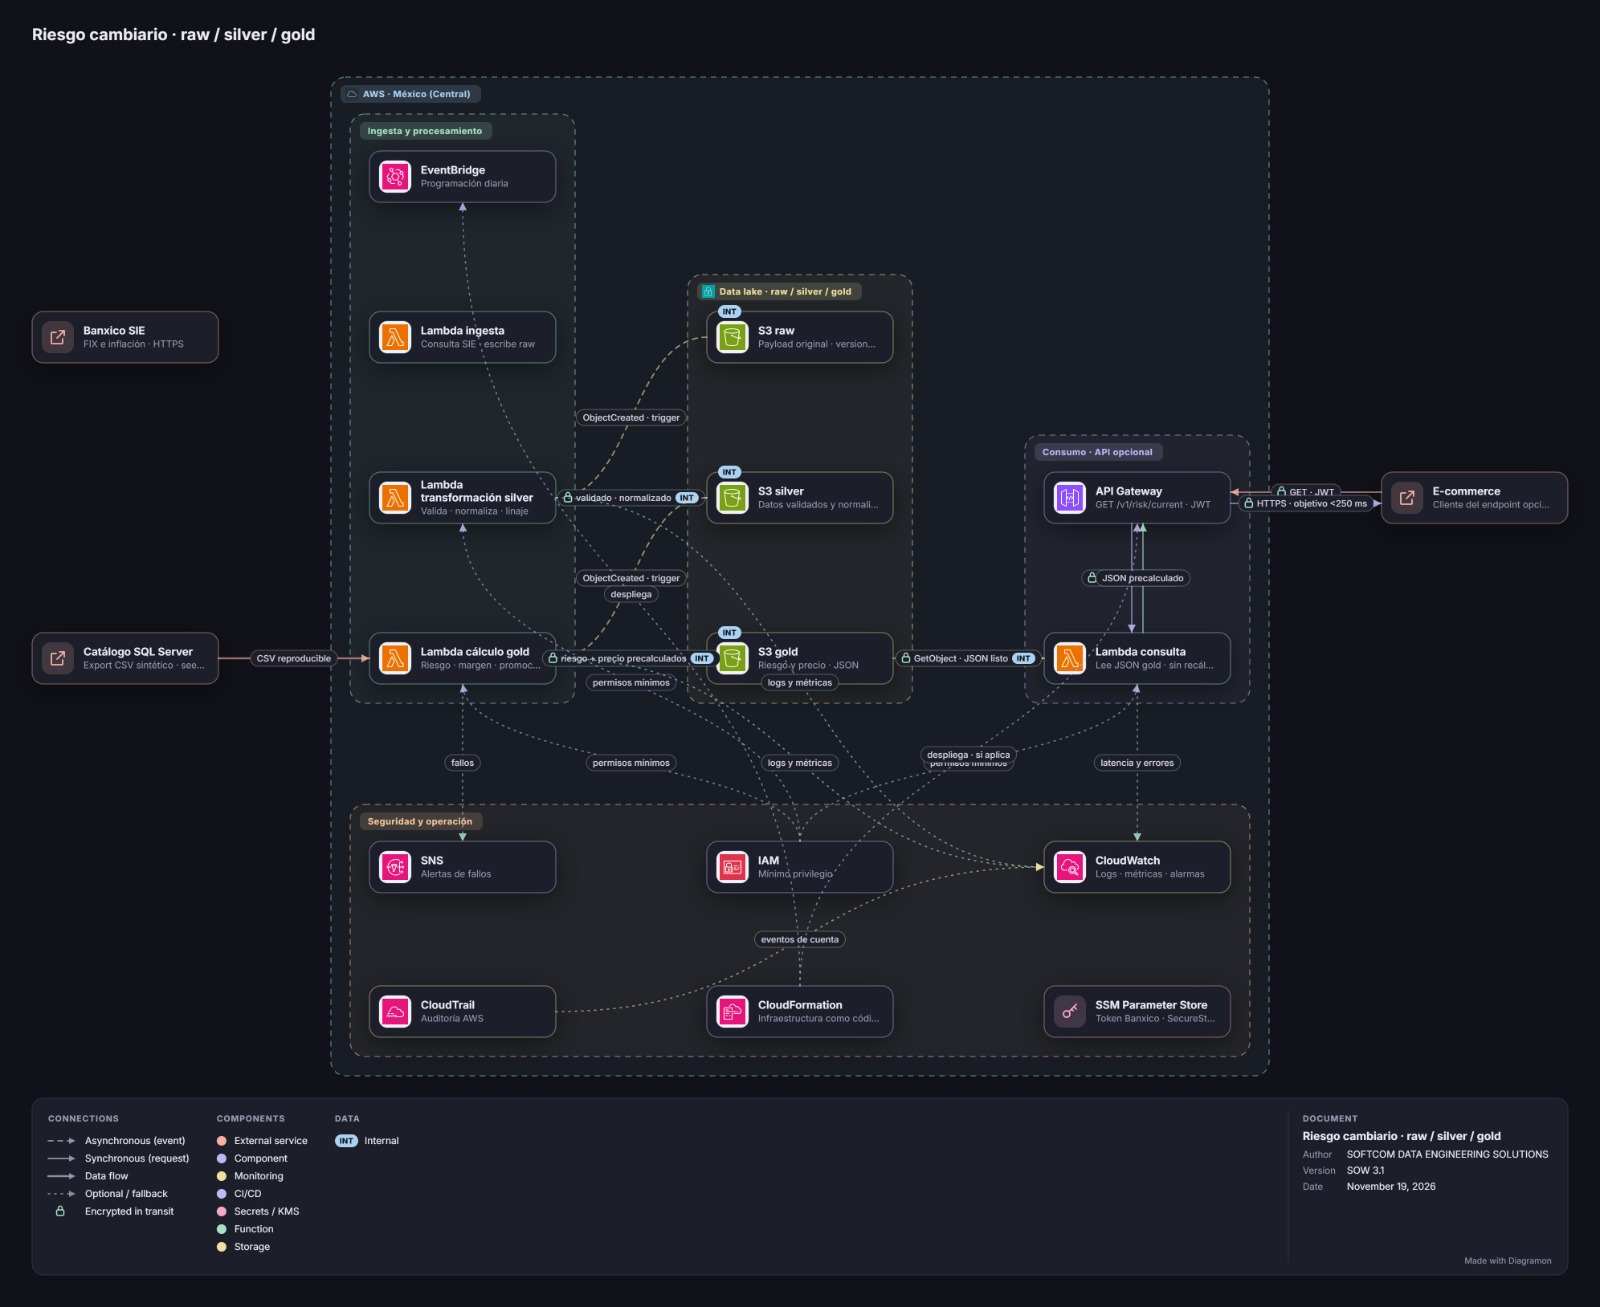 Riesgo cambiario · raw / silver / gold
AWS · México (Central)
Ingesta y procesamiento
EventBridge
Programación diaria
Banxico SIE
FIX e inflación · HTTPS
Lambda ingesta
Consulta SIE · escribe raw
Data lake · raw / silver / gold
INT
S3 raw
Payload original · version...
ObjectCreated · trigger
Lambda
transformación silver
Valida · normaliza · linaje
validado · normalizado
INT
INT
S3 silver
Datos validados y normali...
Consumo · API opcional
API Gateway
GET /v1/risk/current · JWT
GET · JWT
HTTPS · objetivo <250 ms
E-commerce
Cliente del endpoint opci...
ObjectCreated · trigger
despliega
JSON precalculado
Catálogo SQL Server
Export CSV sintético · see...
CSV reproducible
Lambda cálculo gold
Riesgo · margen · promoc...
riesgo + precio precalculados
INT
INT
S3 gold
Riesgo y precio · JSON
GetObject · JSON listo
INT
Lambda consulta
Lee JSON gold · sin recál...
permisos mínimos
logs y métricas
fallos
permisos mínimos
logs y métricas
despliega · si aplica
permisos mínimos
latencia y errores
Seguridad y operación
SNS
Alertas de fallos
IAM
Mínimo privilegio
CloudWatch
Logs · métricas · alarmas
eventos de cuenta
CloudTrail
Auditoría AWS
CloudFormation
Infraestructura como códi...
SSM Parameter Store
Token Banxico · SecureSt...
CONNECTIONS
Asynchronous (event)
Synchronous (request)
Data flow
Optional / fallback
Encrypted in transit
COMPONENTS
External service
Component
Monitoring
CI/CD
Secrets / KMS
Function
Storage
DATA
INT Internal
DOCUMENT
Riesgo cambiario · raw / silver / gold
Author SOFTCOM DATA ENGINEERING SOLUTIONS
Version SOW 3.1
Date November 19, 2026
Made with Diagramon